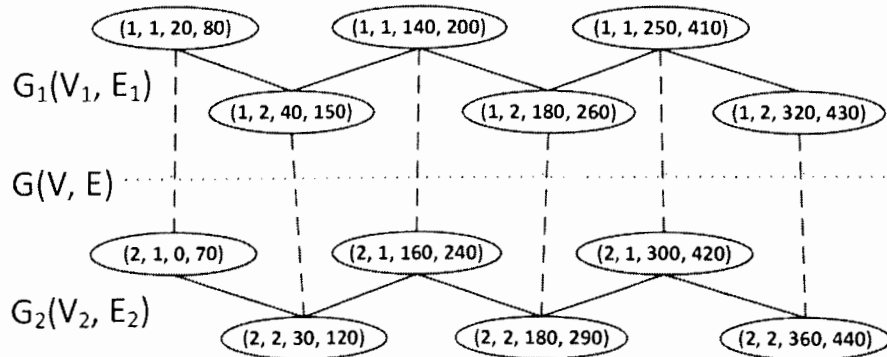 (1, 1, 20, 80) (1, 1, 140, 200) (1, 1, 250, 410)
G₁(V₁, E₁)
(1, 2, 40, 150) (1, 2, 180, 260) (1, 2, 320, 430)
G(V, E)
(2, 1, 0, 70) (2, 1, 160, 240) (2, 1, 300, 420)
G₂(V₂, E₂)
(2, 2, 30, 120) (2, 2, 180, 290) (2, 2, 360, 440)